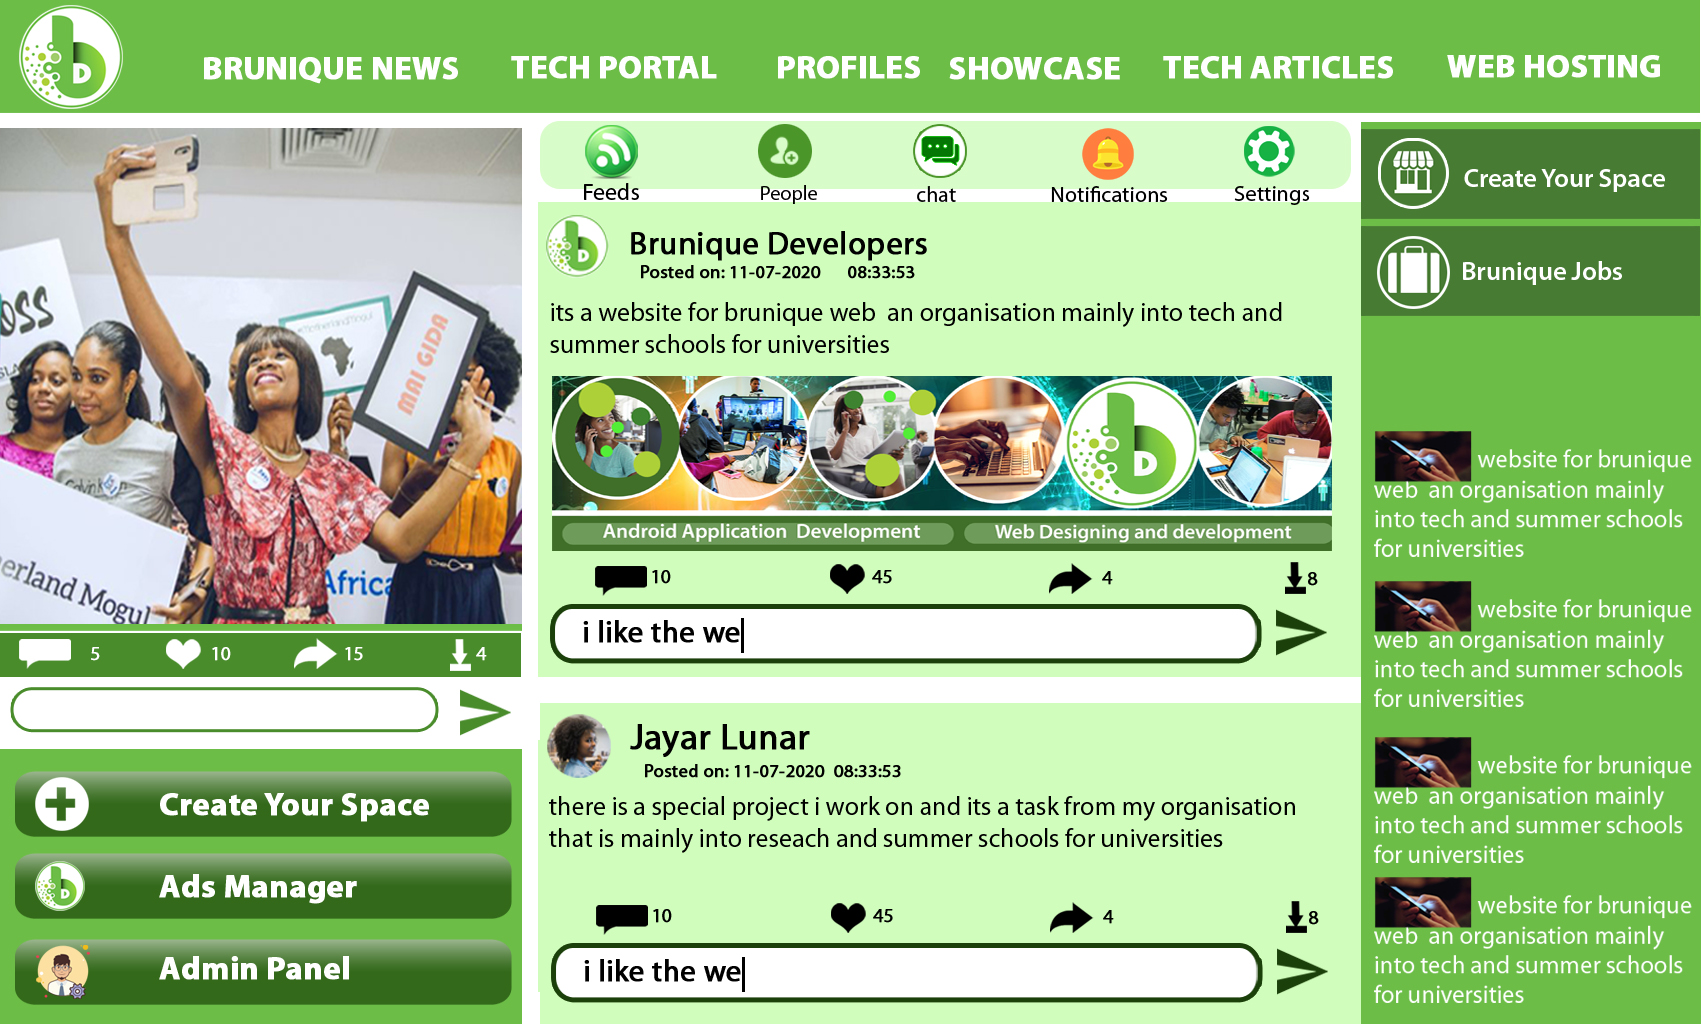 BRUNIQUE NEWS
TECH PORTAL
PROFILES
SHOWCASE
TECH ARTICLES
WEB HOSTING
b
D
OSS
#MotherlandMogul
MAI GIDA
Calvin Klein
herland Mogul
Africa
5
10
15
4
Create Your Space
Ads Manager
Admin Panel
Feeds
People
chat
Notifications
Settings
Brunique Developers
Posted on: 11-07-2020 08:33:53
its a website for brunique web an organisation mainly into tech and
summer schools for universities
Android Application Development
Web Designing and development
10
45
4
8
i like the we
Jayar Lunar
Posted on: 11-07-2020 08:33:53
there is a special project i work on and its a task from my organisation
that is mainly into reseach and summer schools for universities
10
45
4
8
i like the we
Create Your Space
Brunique Jobs
website for brunique
web an organisation mainly
into tech and summer schools
for universities
website for brunique
web an organisation mainly
into tech and summer schools
for universities
website for brunique
web an organisation mainly
into tech and summer schools
for universities
website for brunique
web an organisation mainly
into tech and summer schools
for universities